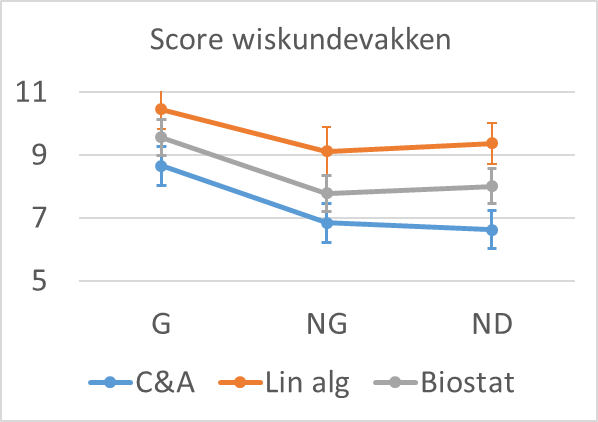 Score wiskundevakken
11
9
7
5
G NG ND
C&A Lin alg Biostat